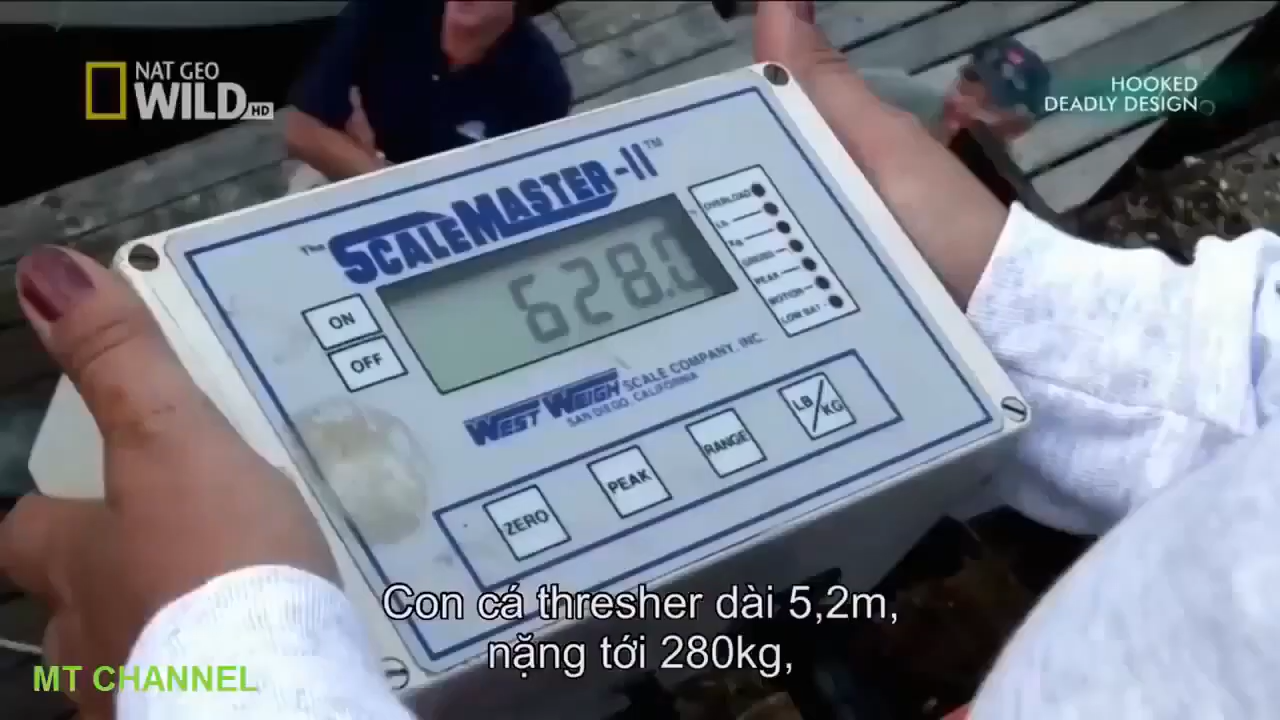 NAT GEO
WILD HD
HOOKED
DEADLY DESIGN
The SCALEMASTER-II™
OVERLOAD
Lb
Kg
628.0
GROSS
PEAK
MOTION
LOW BAT
ON
OFF
WEST WEIGH SCALE COMPANY, INC.
SAN DIEGO, CALIFORNIA
ZERO
PEAK
RANGE
LB/KG
Con cá thresher dài 5,2m,
nặng tới 280kg,
MT CHANNEL